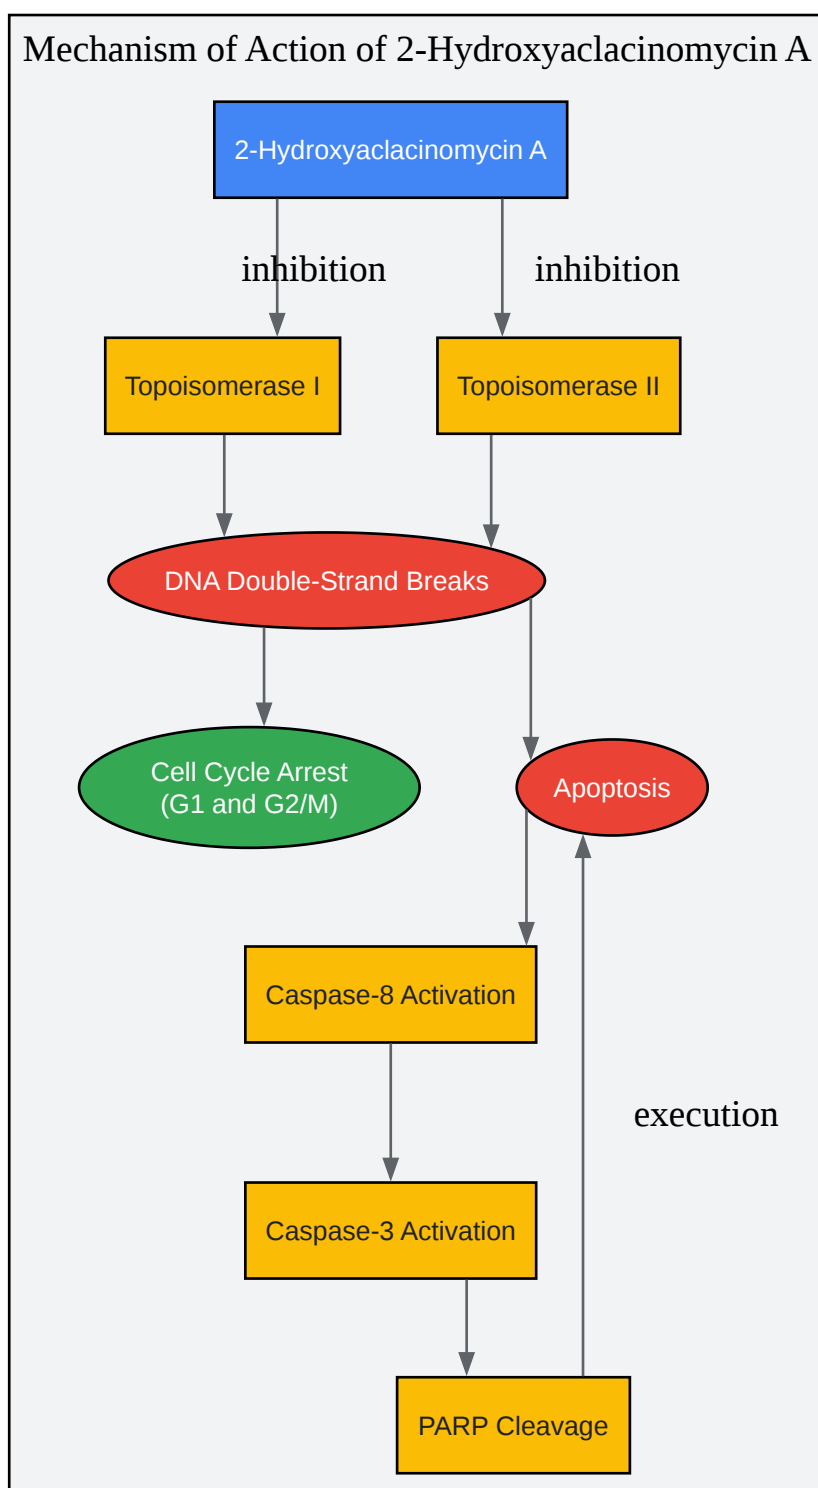 Mechanism of Action of 2-Hydroxyaclacinomycin A
2-Hydroxyaclacinomycin A
inhibition
inhibition
Topoisomerase I
Topoisomerase II
DNA Double-Strand Breaks
Cell Cycle Arrest
(G1 and G2/M)
Apoptosis
Caspase-8 Activation
execution
Caspase-3 Activation
PARP Cleavage